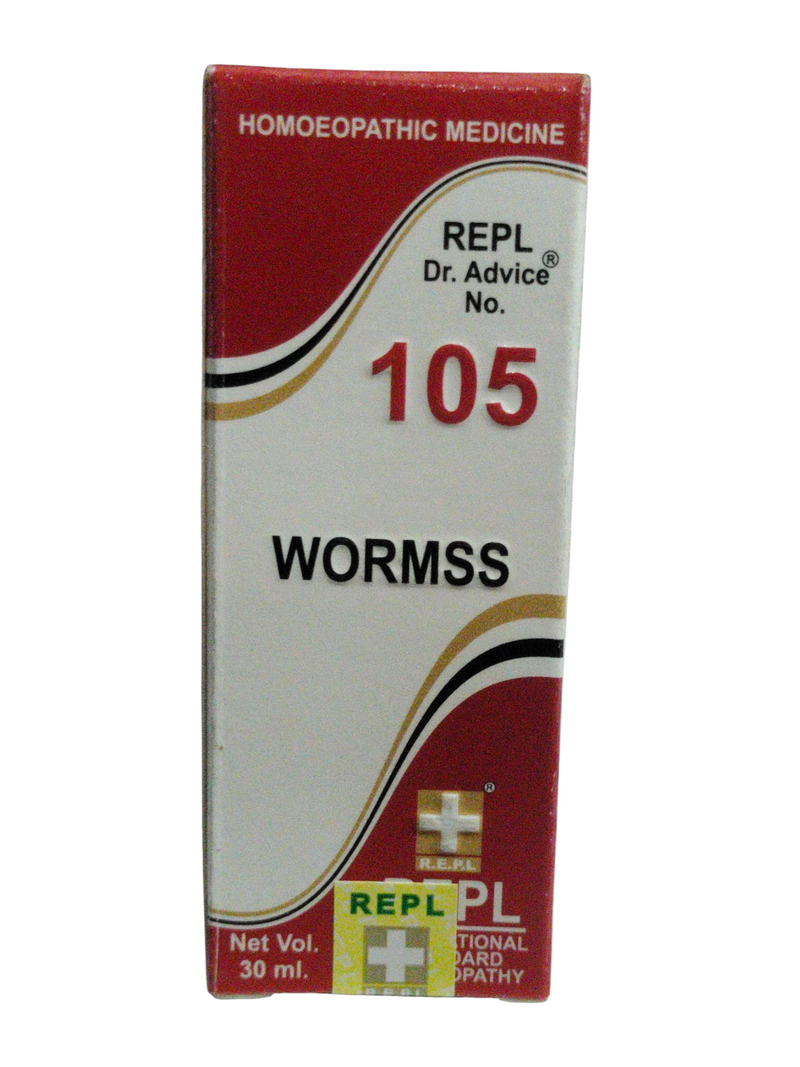 HOMOEOPATHIC MEDICINE
REPL
Dr. Advice®
No.
105
WORMSS
®
R.E.P.L
REPL
Net Vol.
30 ml.